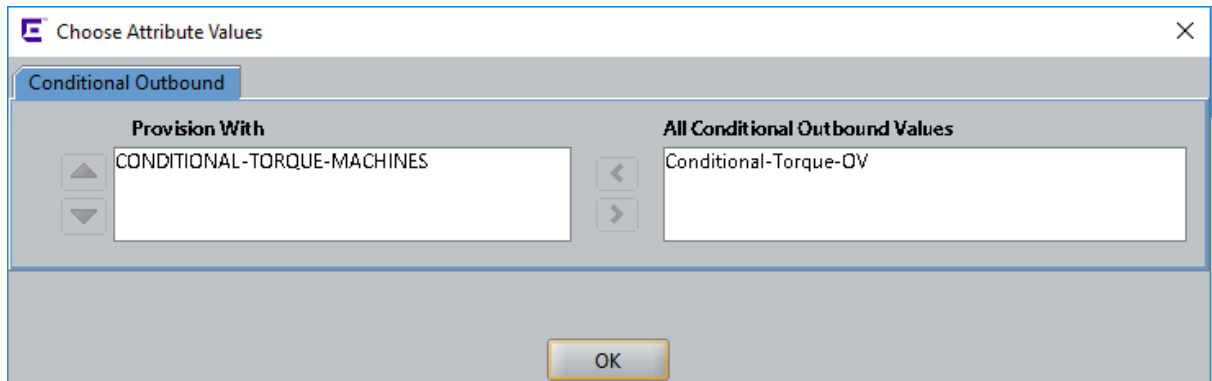 Choose Attribute Values
Conditional Outbound
Provision With
All Conditional Outbound Values
CONDITIONAL-TORQUE-MACHINES
Conditional-Torque-OV
OK